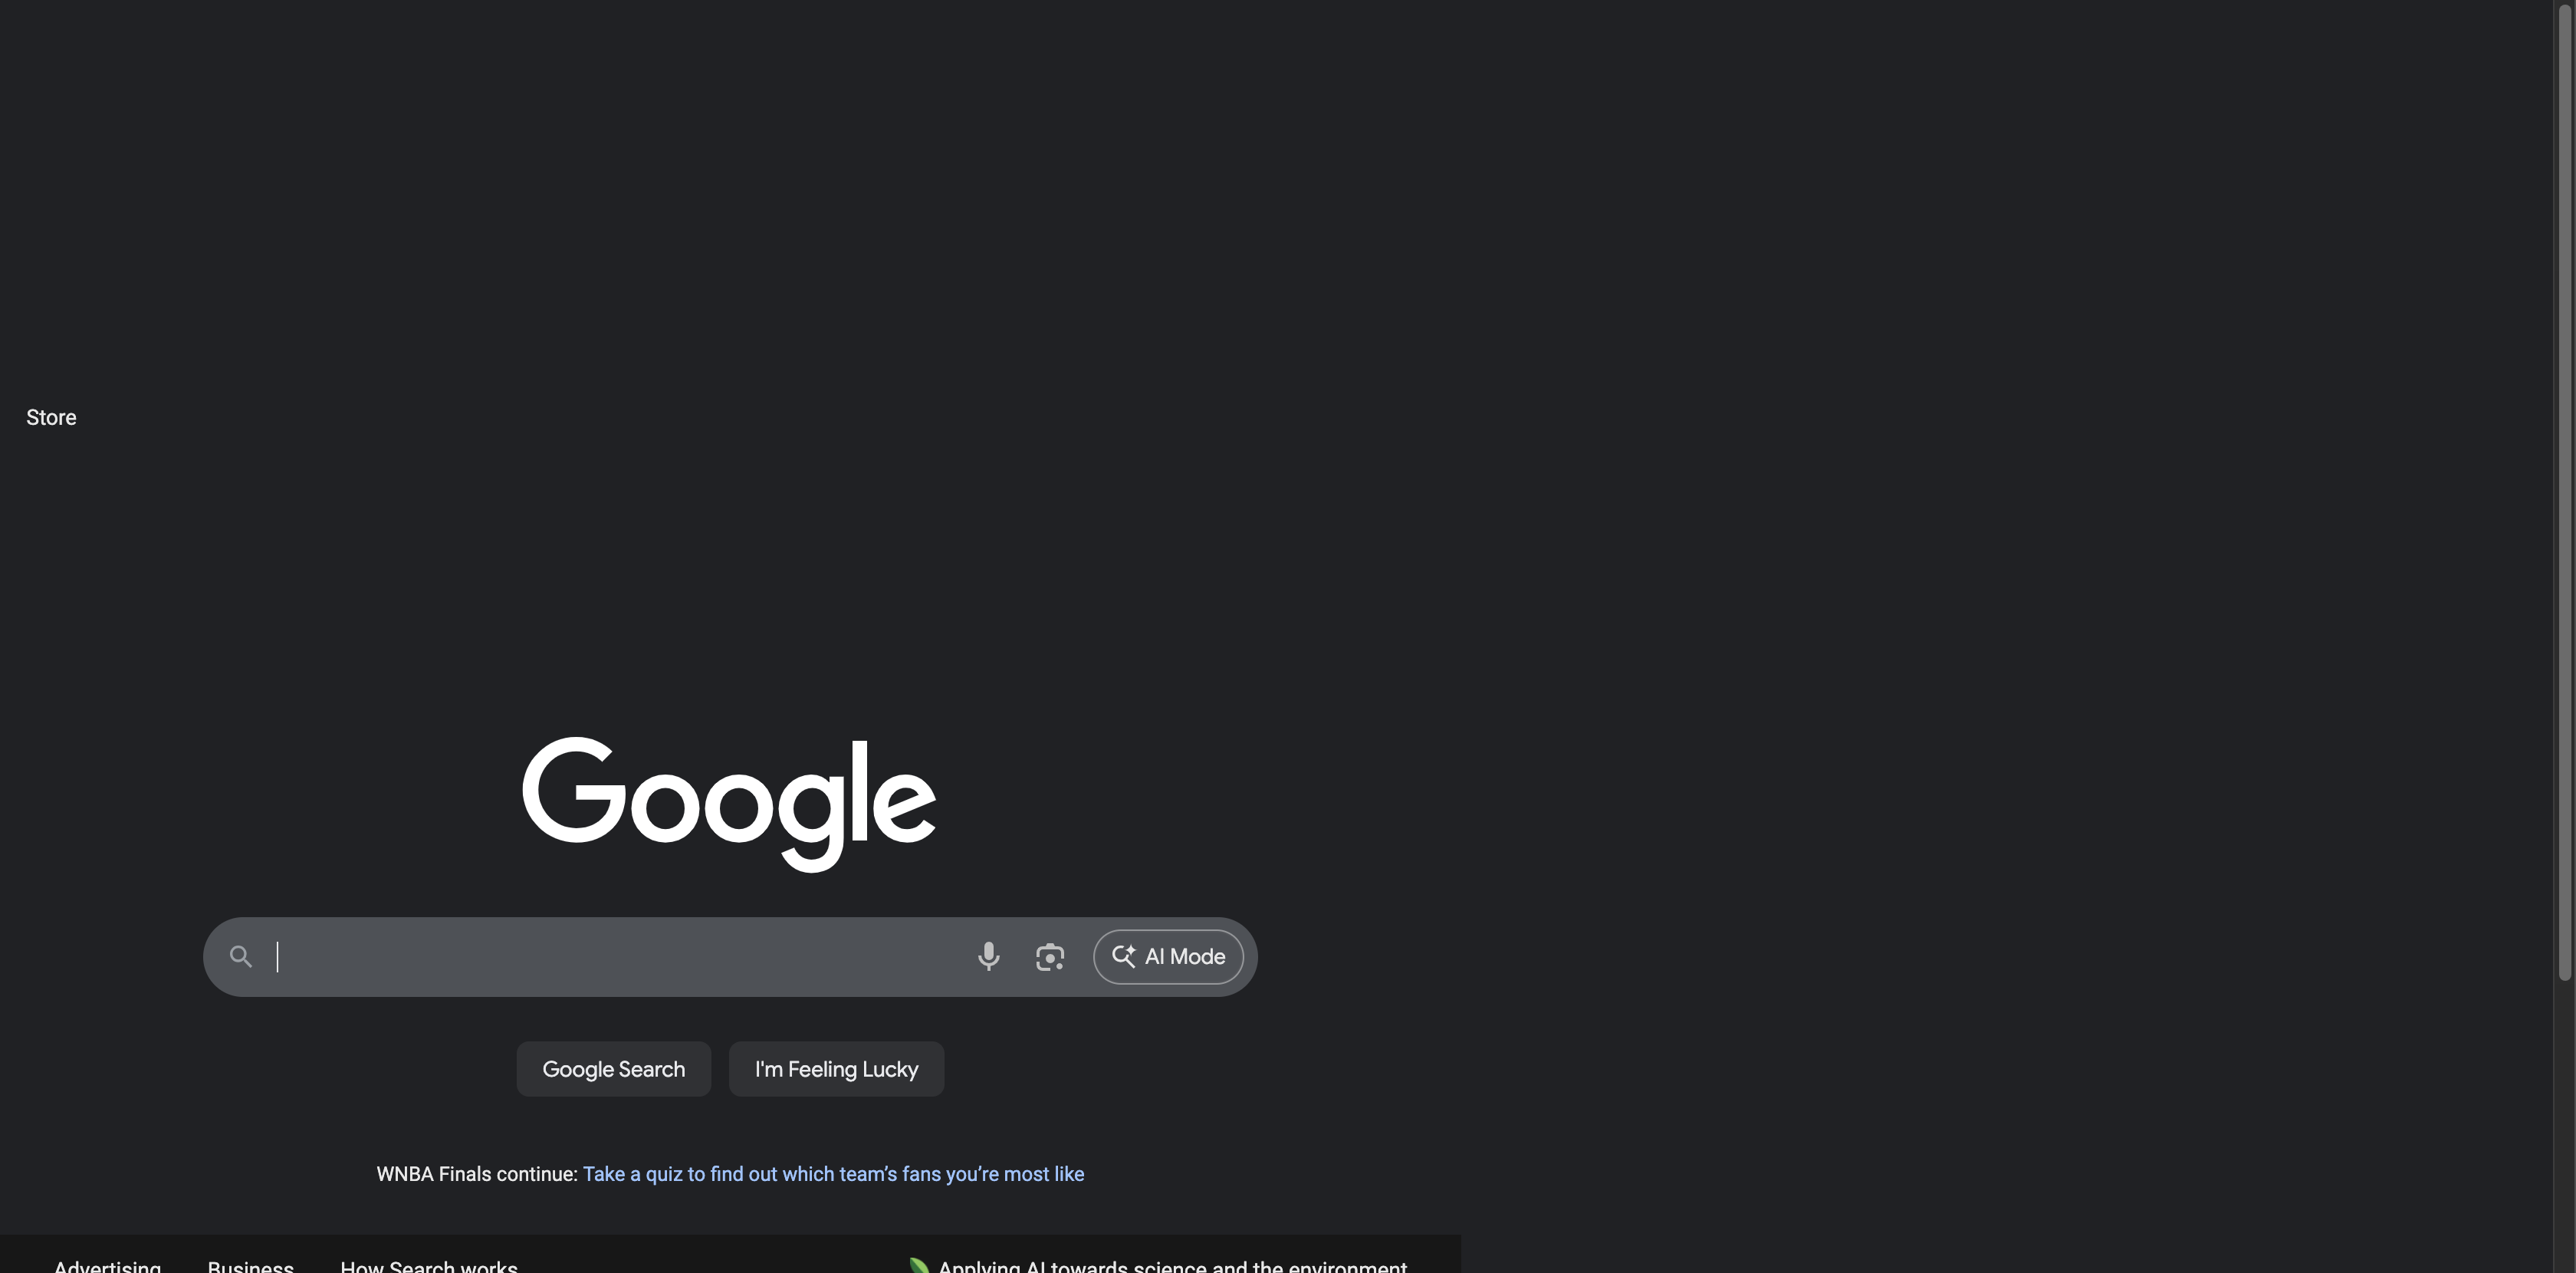 Store
Google
AI Mode
Google Search
I'm Feeling Lucky
WNBA Finals continue: Take a quiz to find out which team’s fans you’re most like
Advertising Business How Search works
Applying AI towards science and the environment